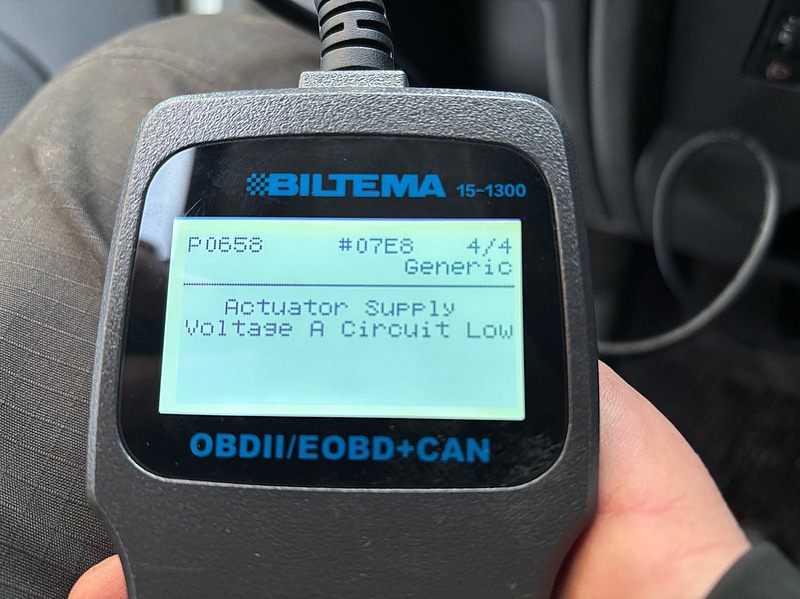 BILTEMA 15-1300
P0658 #07E8 4/4
Generic
Actuator Supply
Voltage A Circuit Low
OBDII/EOBD+CAN